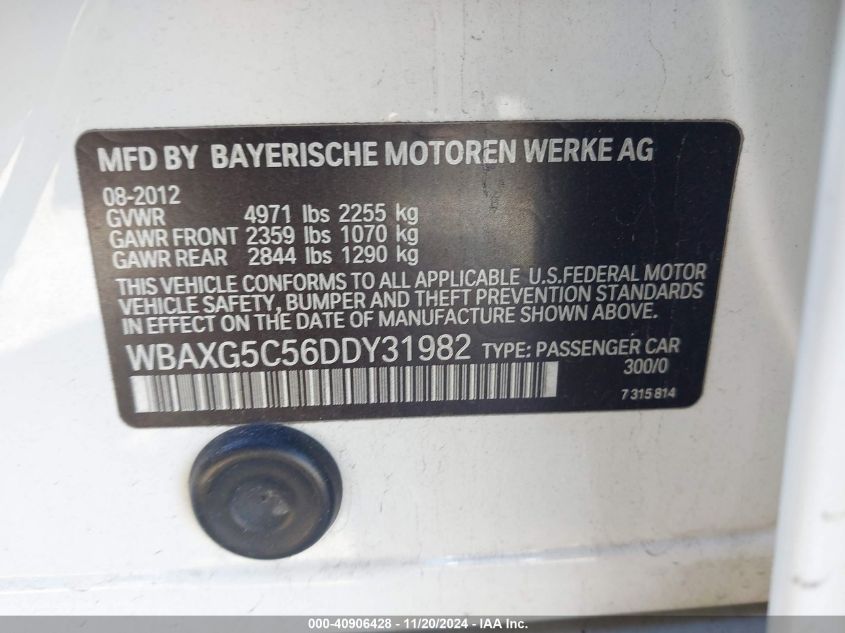 MFD BY BAYERISCHE MOTOREN WERKE AG
08-2012
GVWR 4971 lbs 2255 kg
GAWR FRONT 2359 lbs 1070 kg
GAWR REAR 2844 lbs 1290 kg
THIS VEHICLE CONFORMS TO ALL APPLICABLE U.S.FEDERAL MOTOR
VEHICLE SAFETY, BUMPER AND THEFT PREVENTION STANDARDS
IN EFFECT ON THE DATE OF MANUFACTURE SHOWN ABOVE.
WBAXG5C56DDY31982 TYPE: PASSENGER CAR
300/0
7 315 814
000-40906428 - 11/20/2024 - IAA Inc.